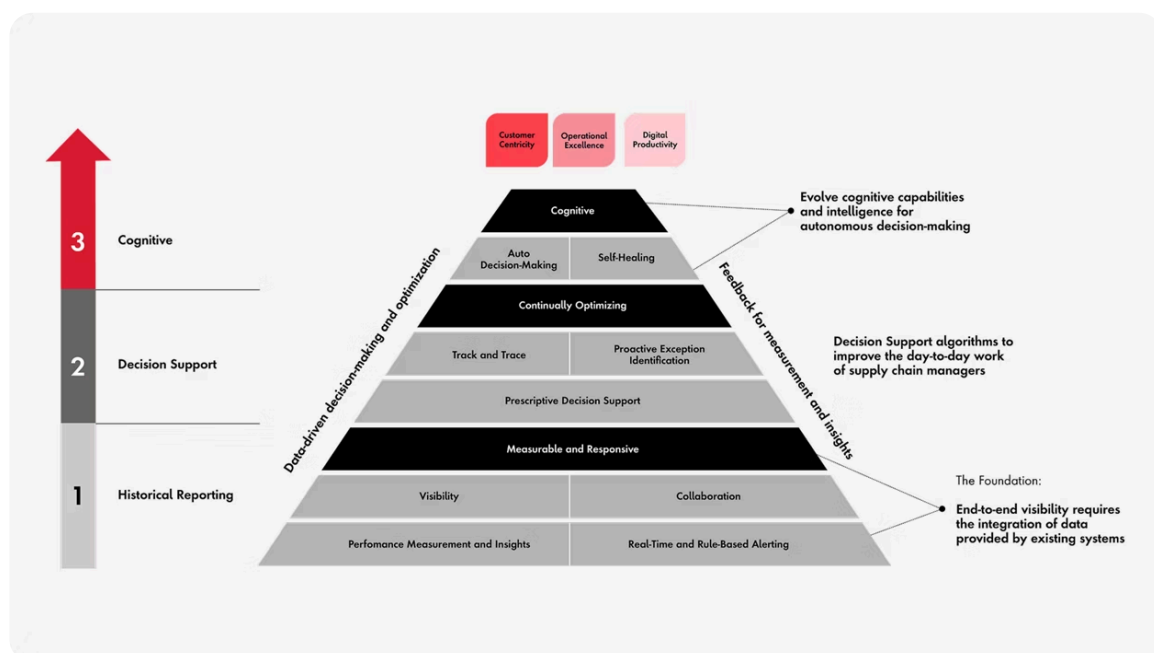 Customer
Centricity
Operational
Excellence
Digital
Productivity
3
Cognitive
2
Decision Support
1
Historical Reporting
Data-driven decision-making and optimization
Cognitive
Auto
Decision-Making
Self-Healing
Continually Optimizing
Track and Trace
Proactive Exception
Identification
Prescriptive Decision Support
Measurable and Responsive
Visibility
Collaboration
Perfomance Measurement and Insights
Real-Time and Rule-Based Alerting
Feedback for measurement and insights
Evolve cognitive capabilities
and intelligence for
autonomous decision-making
Decision Support algorithms to
improve the day-to-day work
of supply chain managers
The Foundation:
End-to-end visibility requires
the integration of data
provided by existing systems